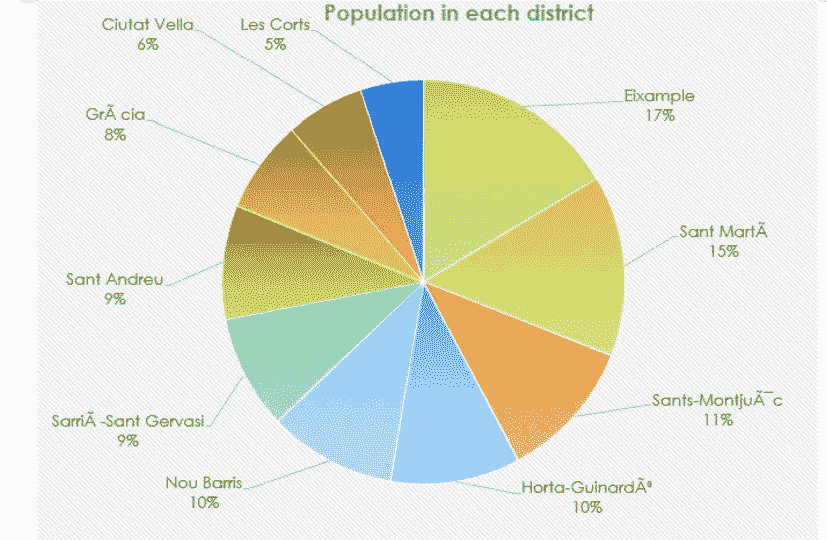 Population in each district
Ciutat Vella
6%
Les Corts
5%
Eixample
17%
GrÃ cia
8%
Sant MartÃ
15%
Sant Andreu
9%
Sants-MontjuÃ¯c
11%
SarriÃ -Sant Gervasi
9%
Nou Barris
10%
Horta-GuinardÃ³
10%